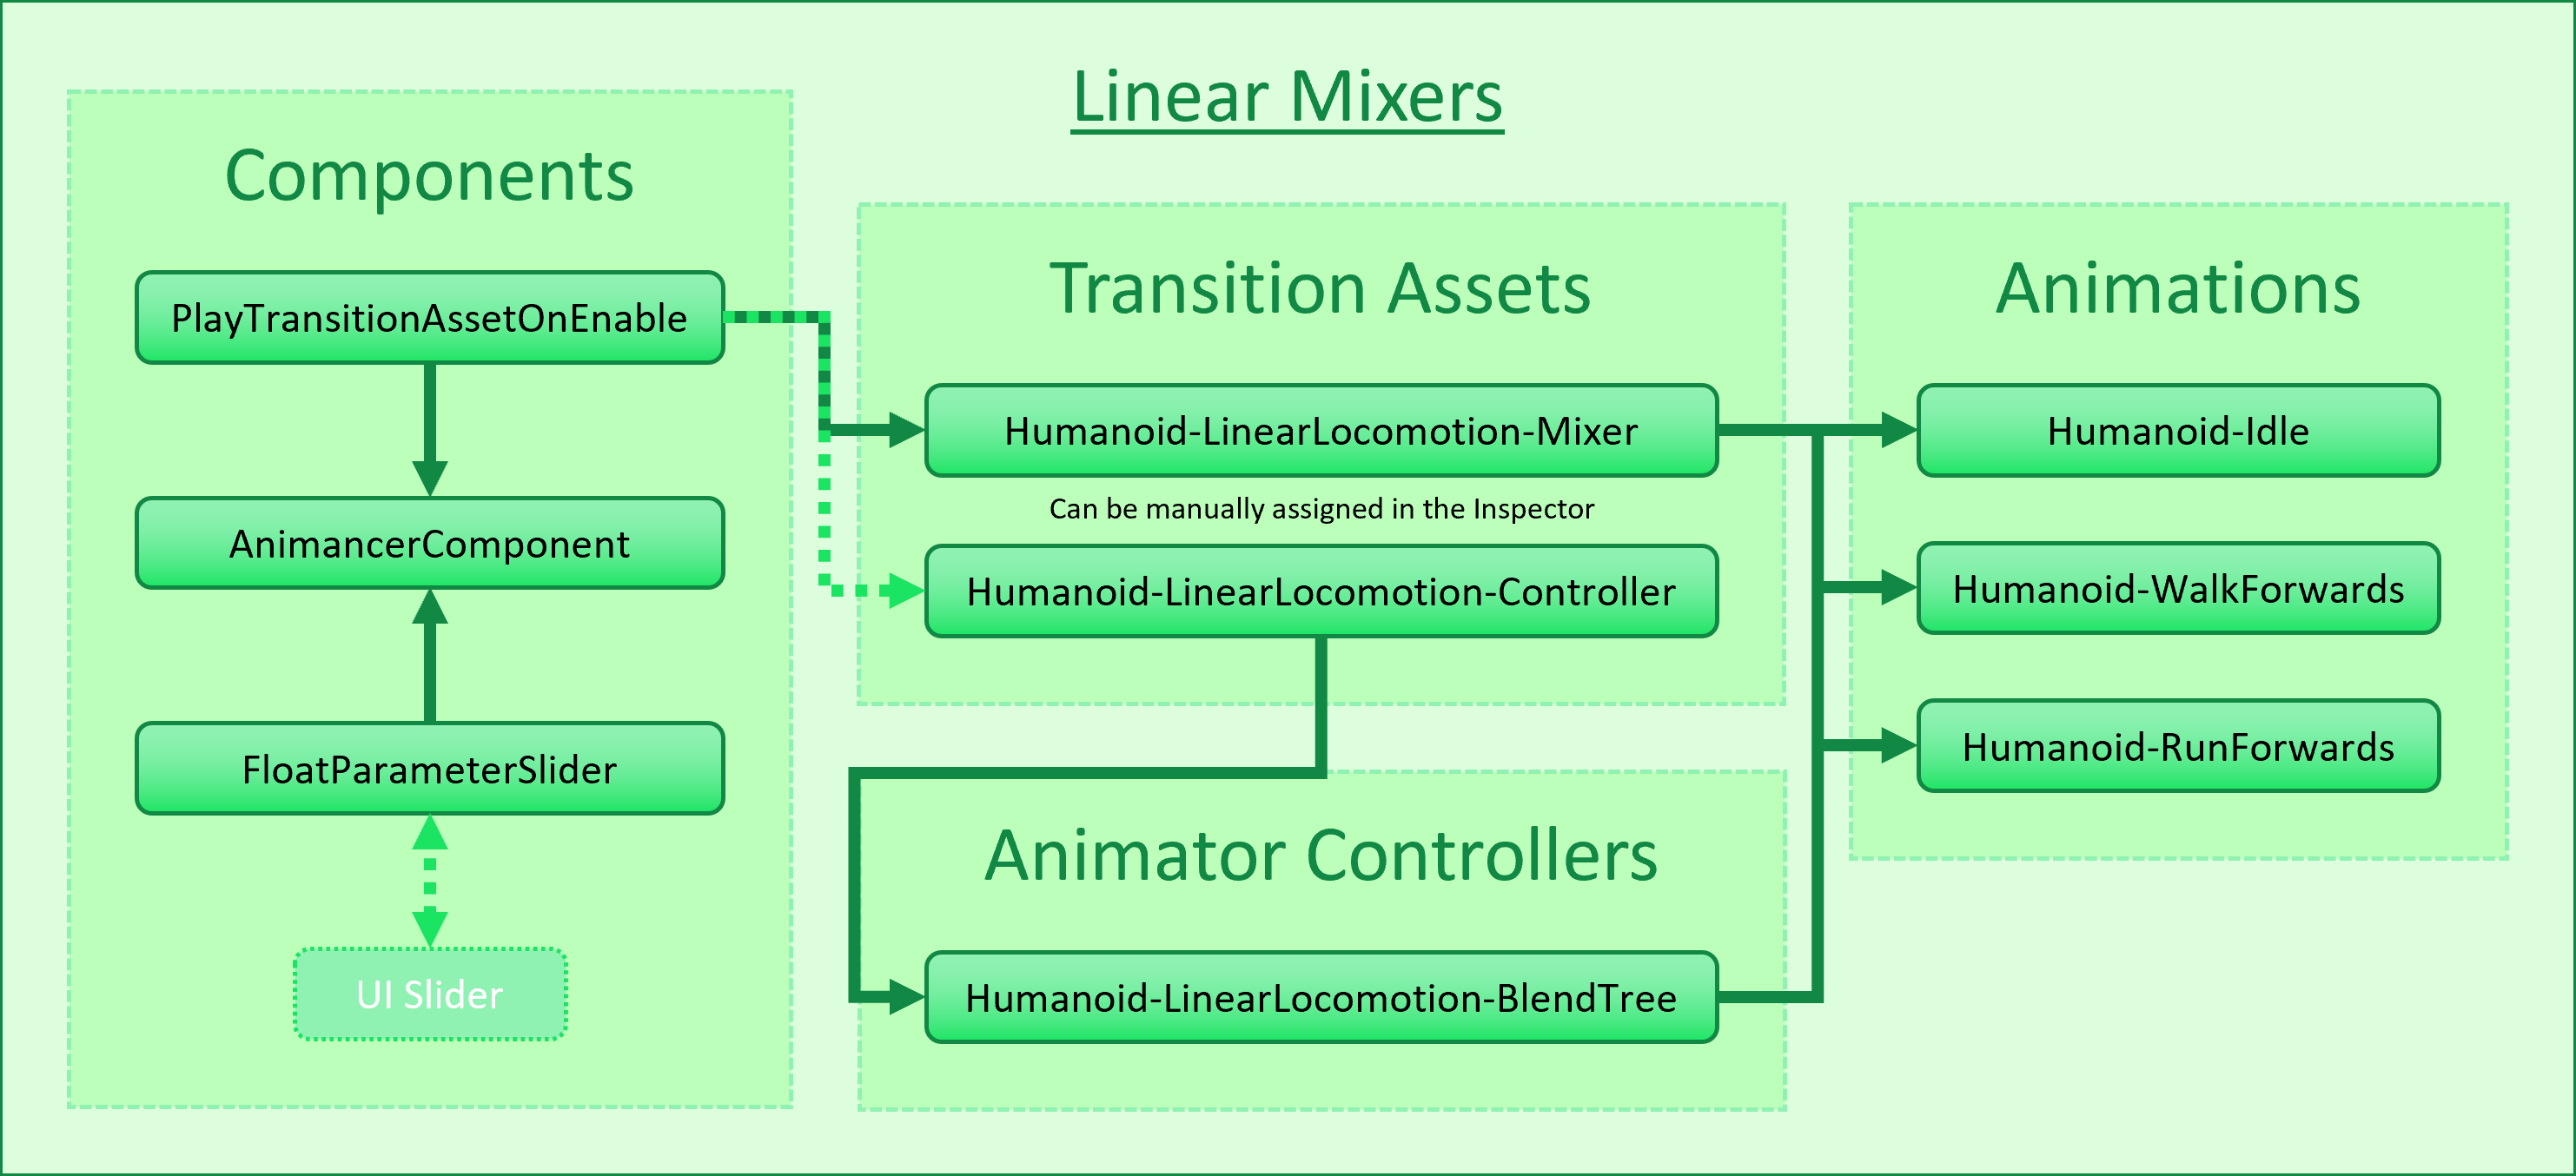 Linear Mixers
Components
PlayTransitionAssetOnEnable
AnimancerComponent
FloatParameterSlider
UI Slider
Transition Assets
Humanoid-LinearLocomotion-Mixer
Can be manually assigned in the Inspector
Humanoid-LinearLocomotion-Controller
Animator Controllers
Humanoid-LinearLocomotion-BlendTree
Animations
Humanoid-Idle
Humanoid-WalkForwards
Humanoid-RunForwards